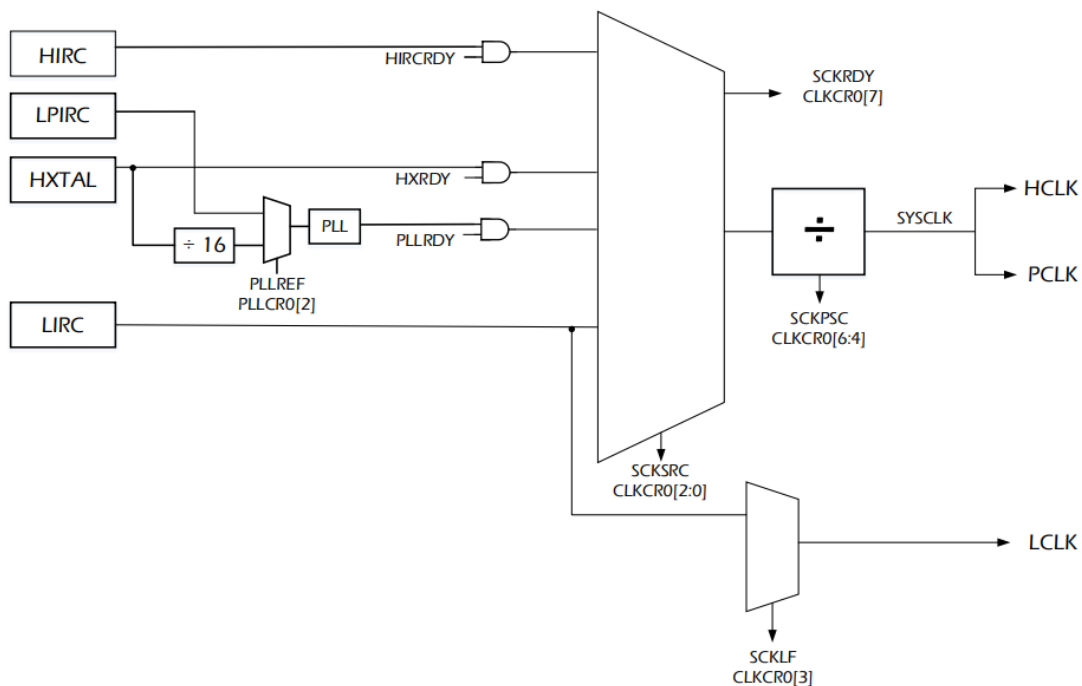 HIRC
HIRCRDY
SCKRDY
CLKCR0[7]
LPIRC
HXTAL
HXRDY
HCLK
÷ 16
PLL
PLLRDY
÷
SYSCLK
PLLREF
PLLCR0[2]
PCLK
LIRC
SCKPSC
CLKCR0[6:4]
SCKSRC
CLKCR0[2:0]
LCLK
SCKLF
CLKCR0[3]